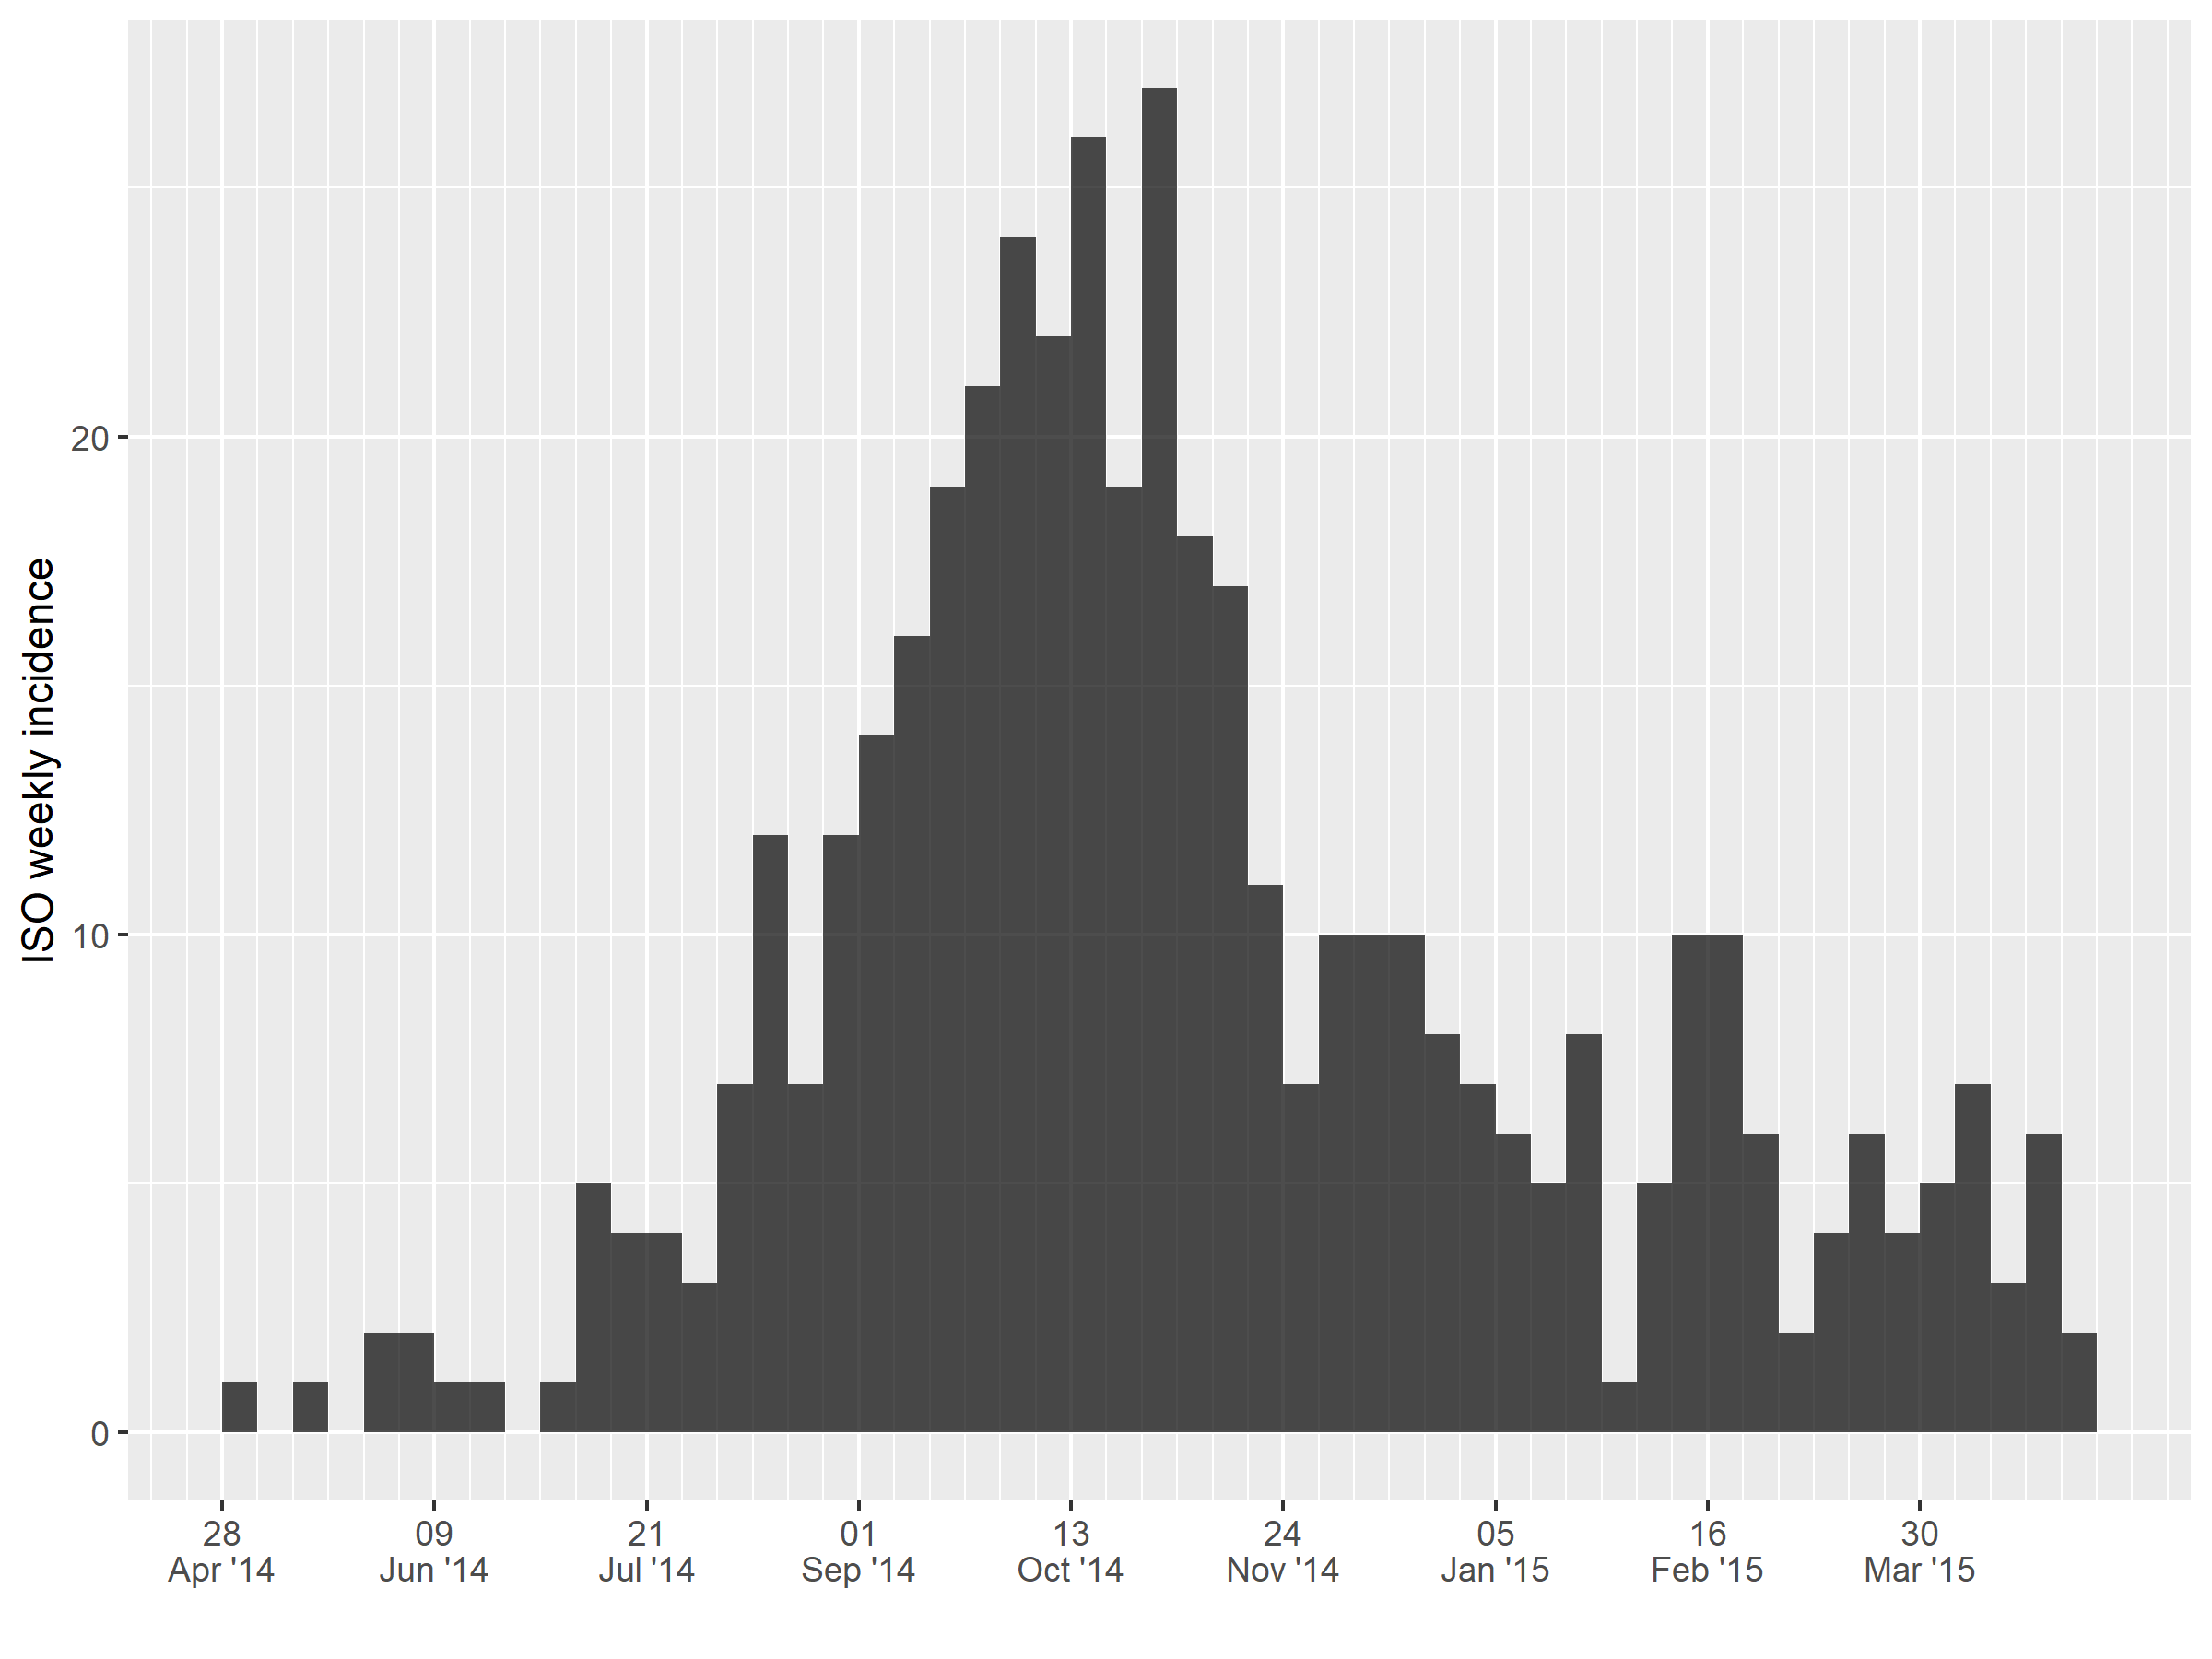 ISO weekly incidence
20
10
0
28 09 21 01 13 24 05 16 30
Apr '14 Jun '14 Jul '14 Sep '14 Oct '14 Nov '14 Jan '15 Feb '15 Mar '15